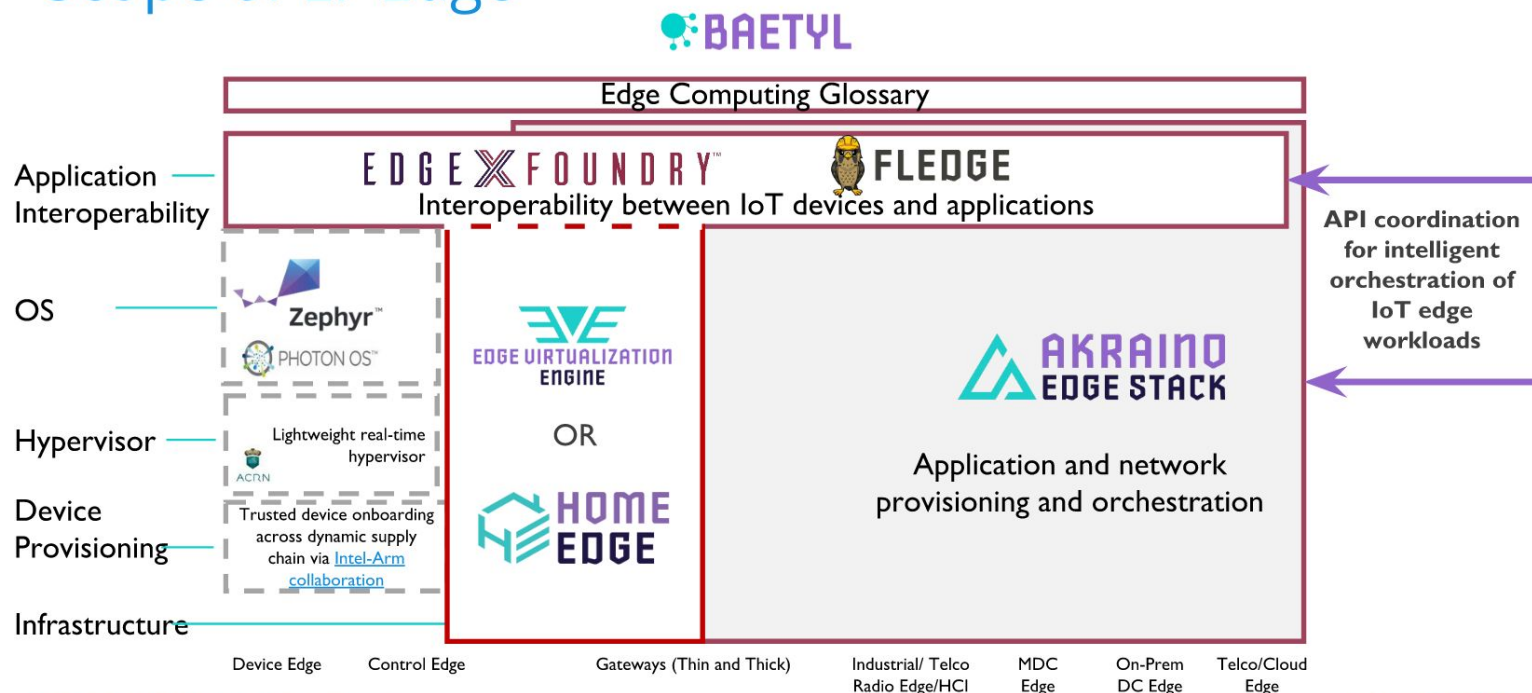 BAETYL
Edge Computing Glossary
Application
Interoperability
EDGE X FOUNDRY™
FLEDGE
Interoperability between IoT devices and applications
API coordination
for intelligent
orchestration of
IoT edge
workloads
OS
Zephyr™
PHOTON OS™
EDGE VIRTUALIZATION
ENGINE
OR
HOME
EDGE
AKRAINO
EDGE STACK
Application and network
provisioning and orchestration
Hypervisor
Lightweight real-time
hypervisor
ACRN
Device
Provisioning
Trusted device onboarding
across dynamic supply
chain via Intel-Arm
collaboration
Infrastructure
Device Edge
Control Edge
Gateways (Thin and Thick)
Industrial/ Telco
Radio Edge/HCI
MDC
Edge
On-Prem
DC Edge
Telco/Cloud
Edge